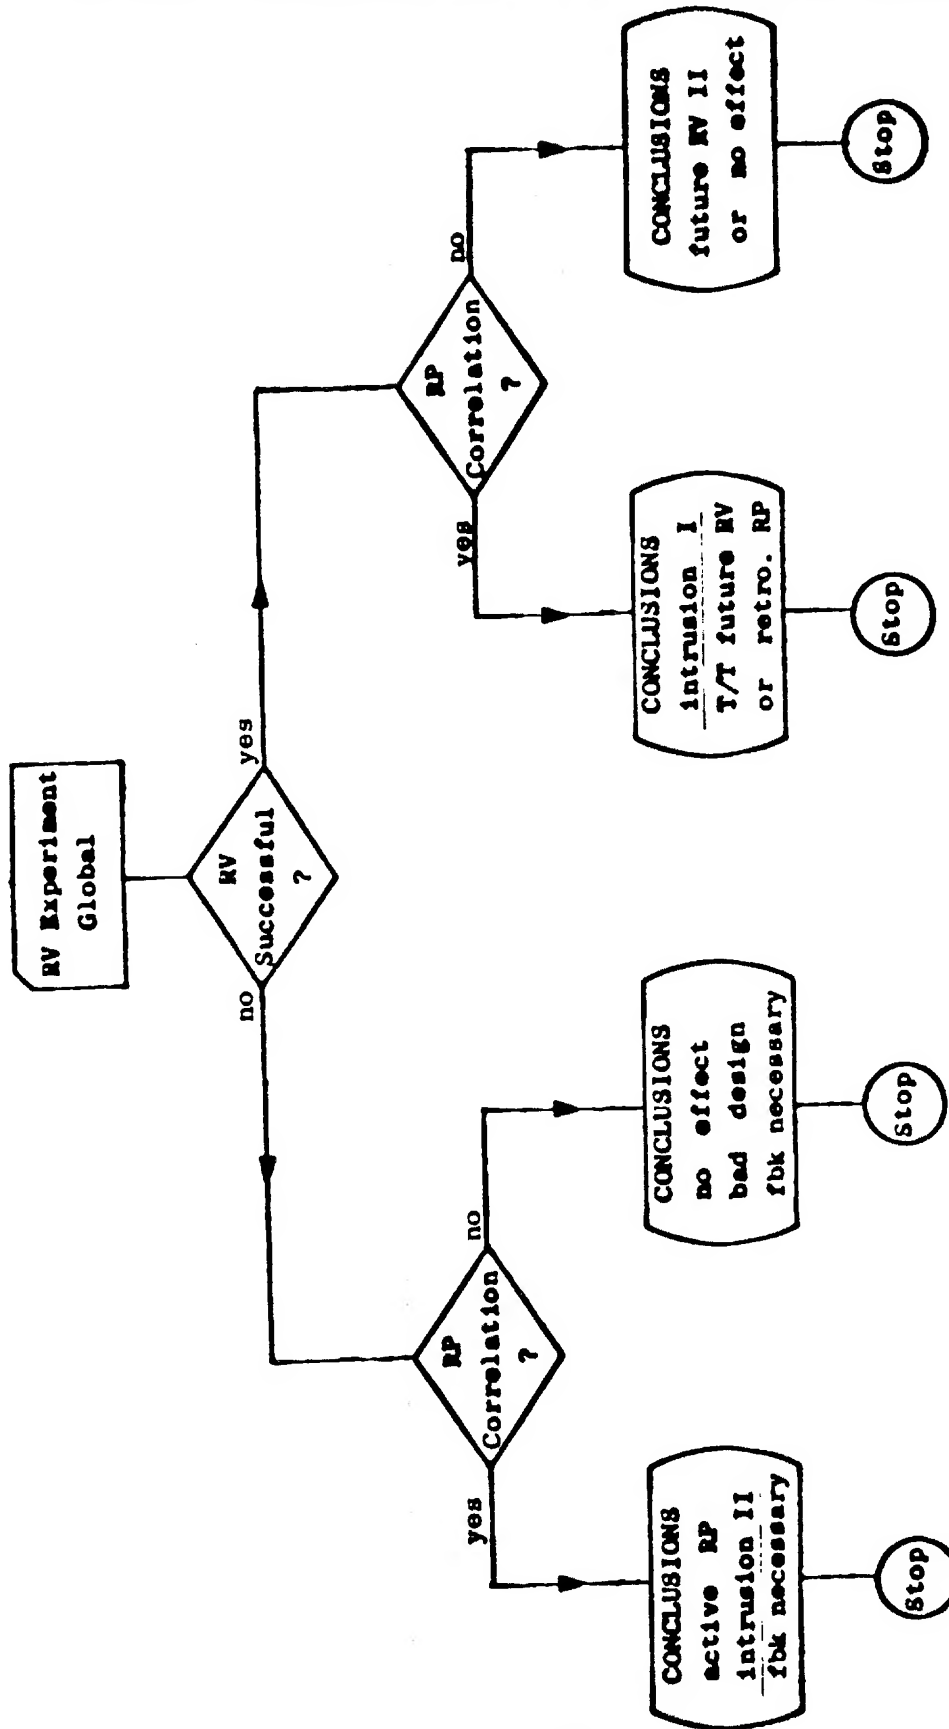 RV Experiment
Global
RV
Successful
?
no
yes
RP
Correlation
?
yes
no
RP
Correlation
?
yes
no
CONCLUSIONS
active RP
intrusion II
fbk necessary
CONCLUSIONS
no effect
bad design
fbk necessary
CONCLUSIONS
intrusion I
T/T future RV
or retro. RP
CONCLUSIONS
future RV II
or no effect
Stop
Stop
Stop
Stop